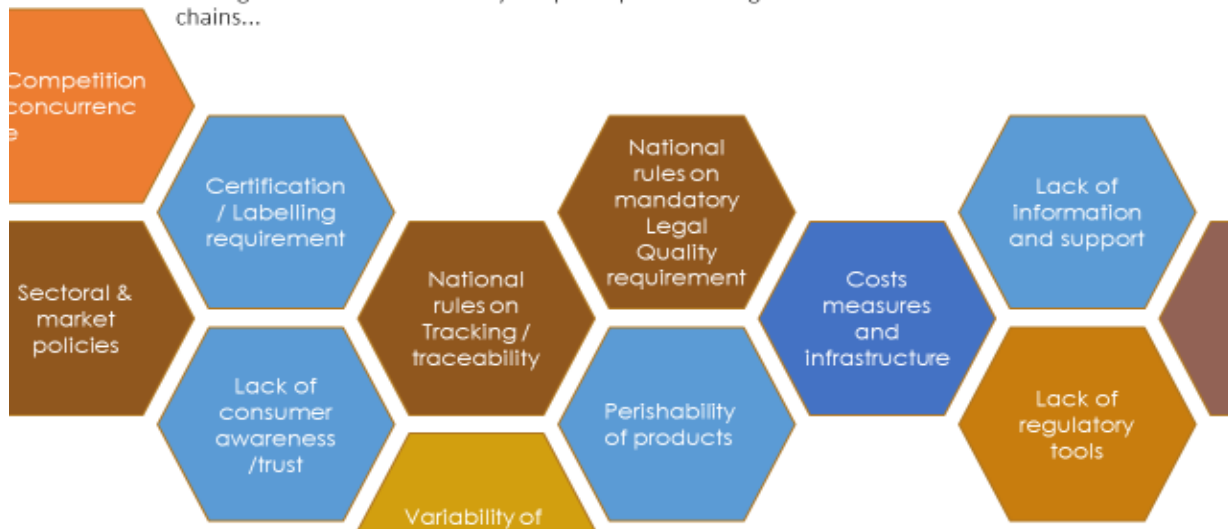 chains...
Competition
concurrenc
e
Certification
/ Labelling
requirement
National
rules on
mandatory
Legal
Quality
requirement
Lack of
information
and support
Sectoral &
market
policies
National
rules on
Tracking /
traceability
Costs
measures
and
infrastructure
Lack of
consumer
awareness
/trust
Perishability
of products
Lack of
regulatory
tools
Variability of